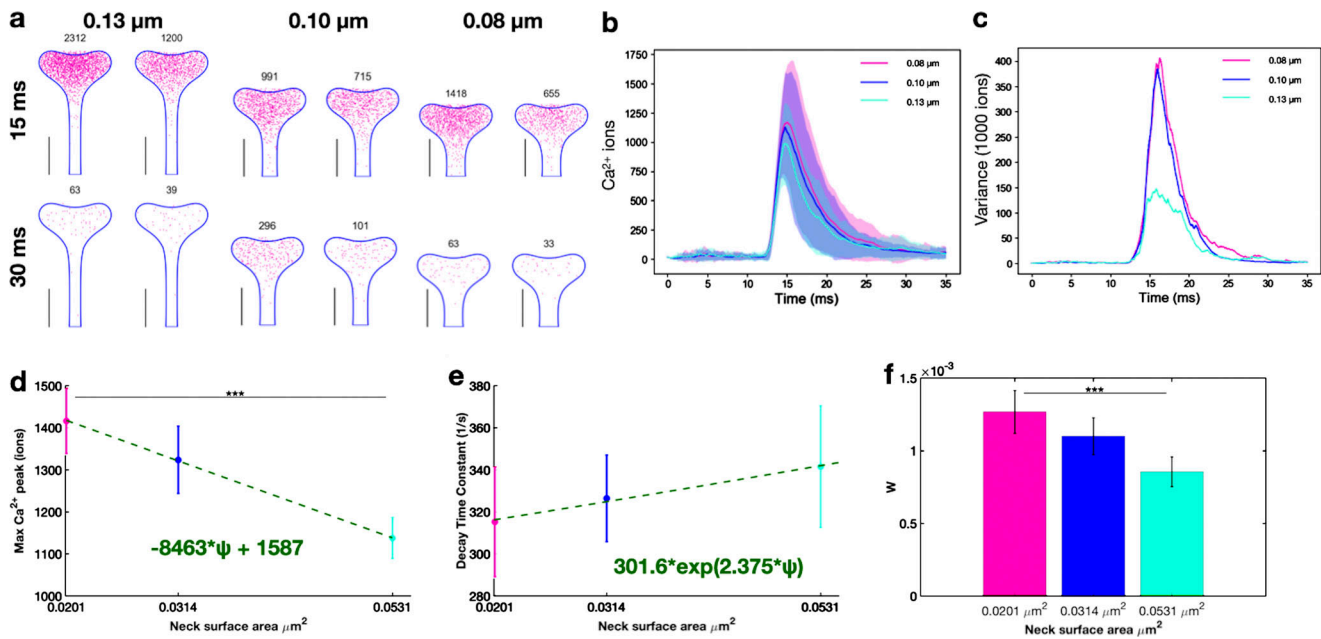 a
0.13 μm
0.10 μm
0.08 μm
15 ms
2312
1200
991
715
1418
655
30 ms
63
39
296
101
63
33
b
Ca²⁺ ions
1750
1500
1250
1000
750
500
250
0
0.08 μm
0.10 μm
0.13 μm
0
5
10
15
20
25
30
35
Time (ms)
c
Variance (1000 ions)
400
350
300
250
200
150
100
50
0
0.08 μm
0.10 μm
0.13 μm
0
5
10
15
20
25
30
35
Time (ms)
d
Max Ca²⁺ peak (ions)
1500
1400
1300
1200
1100
1000
***
-8463*ψ + 1587
0.0201
0.0314
0.0531
Neck surface area μm²
e
Decay Time Constant (1/s)
380
360
340
320
300
280
301.6*exp(2.375*ψ)
0.0201
0.0314
0.0531
Neck surface area μm²
f
×10⁻³
W
1.5
1
0.5
0
***
0.0201 μm²
0.0314 μm²
0.0531 μm²
Neck surface area μm²